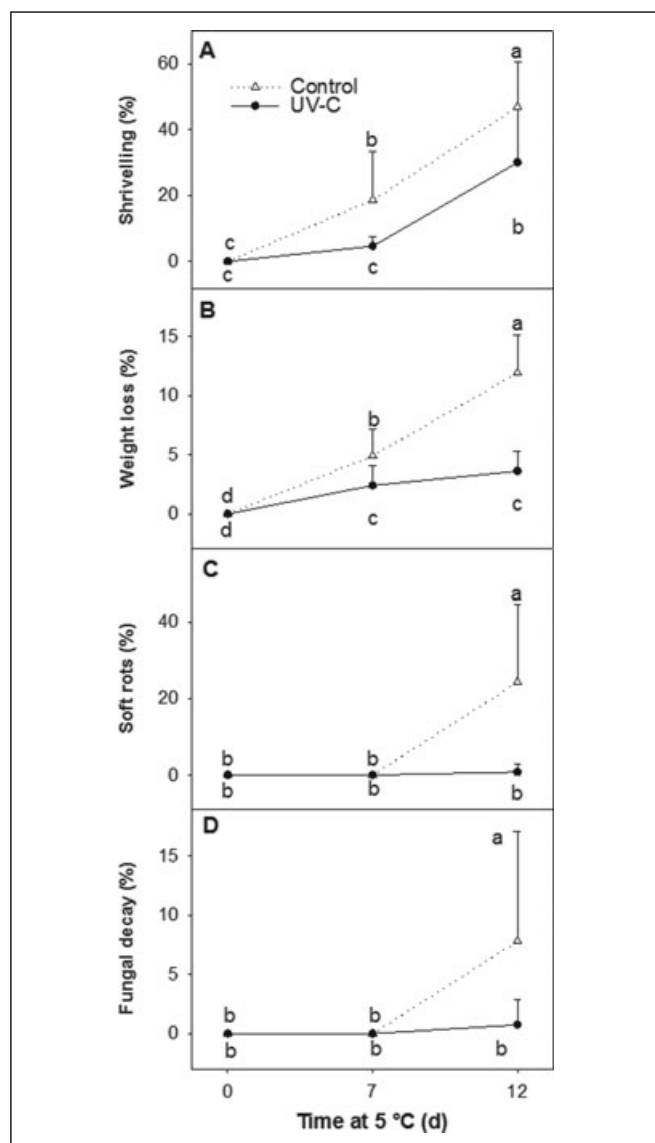 A
Control
UV-C
Shrivelling (%)
60
40
20
0
c
c
b
c
a
b
B
Weight loss (%)
15
10
5
0
d
d
b
c
a
c
C
Soft rots (%)
40
20
0
b
b
b
b
a
b
D
Fungal decay (%)
15
10
5
0
b
b
b
b
a
b
0 7 12
Time at 5 °C (d)